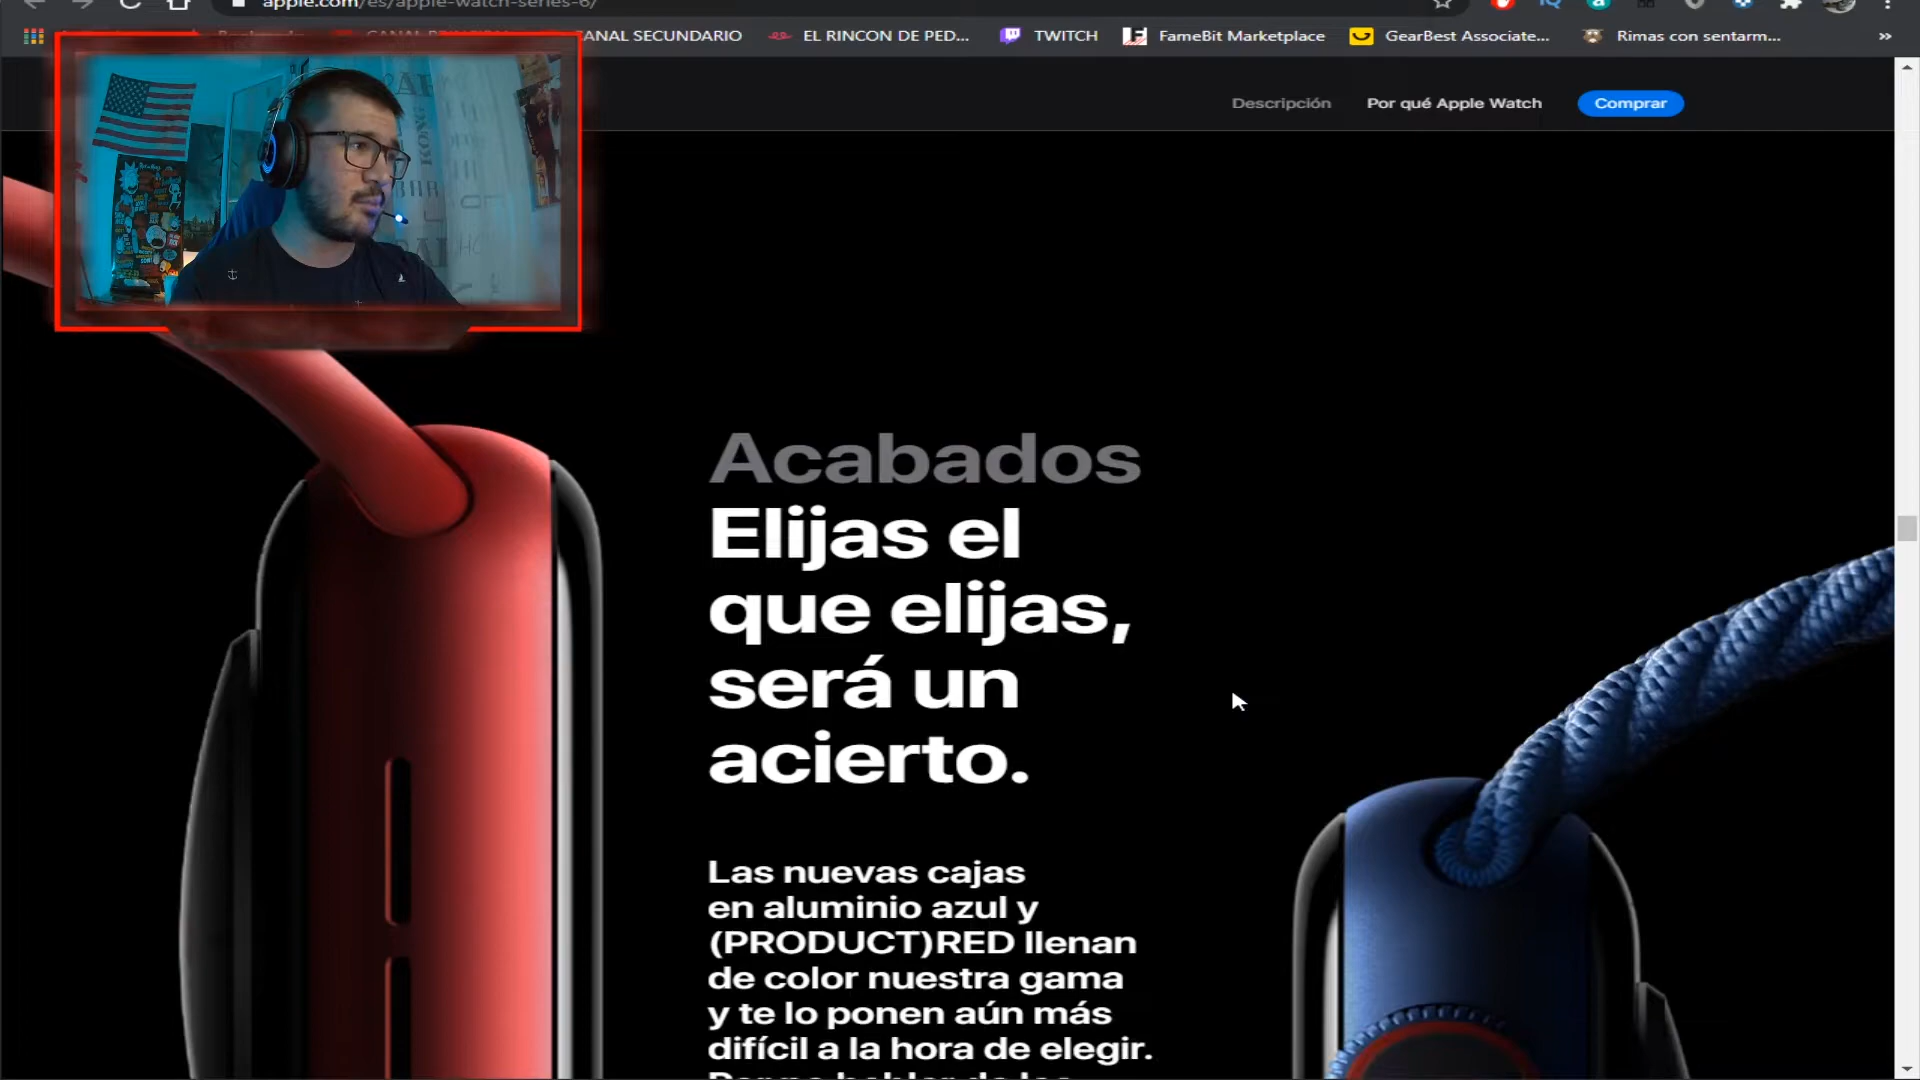 apple.com/es/apple-watch-series-6/
CANAL SECUNDARIO
EL RINCON DE PED...
TWITCH
FameBit Marketplace
GearBest Associate...
Rimas con sentarm...
»
Descripción
Por qué Apple Watch
Comprar
Acabados
Elijas el
que elijas,
será un
acierto.
Las nuevas cajas
en aluminio azul y
(PRODUCT)RED llenan
de color nuestra gama
y te lo ponen aún más
difícil a la hora de elegir.